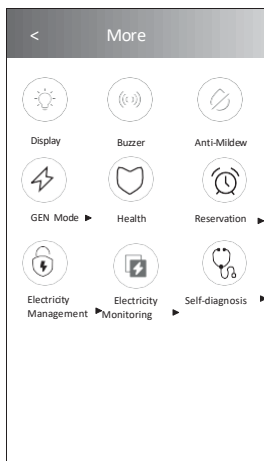 < More
Display Buzzer Anti-Mildew
GEN Mode ► Health Reservation ►
Electricity Electricity Self-diagnosis ►
Management ► Monitoring ►